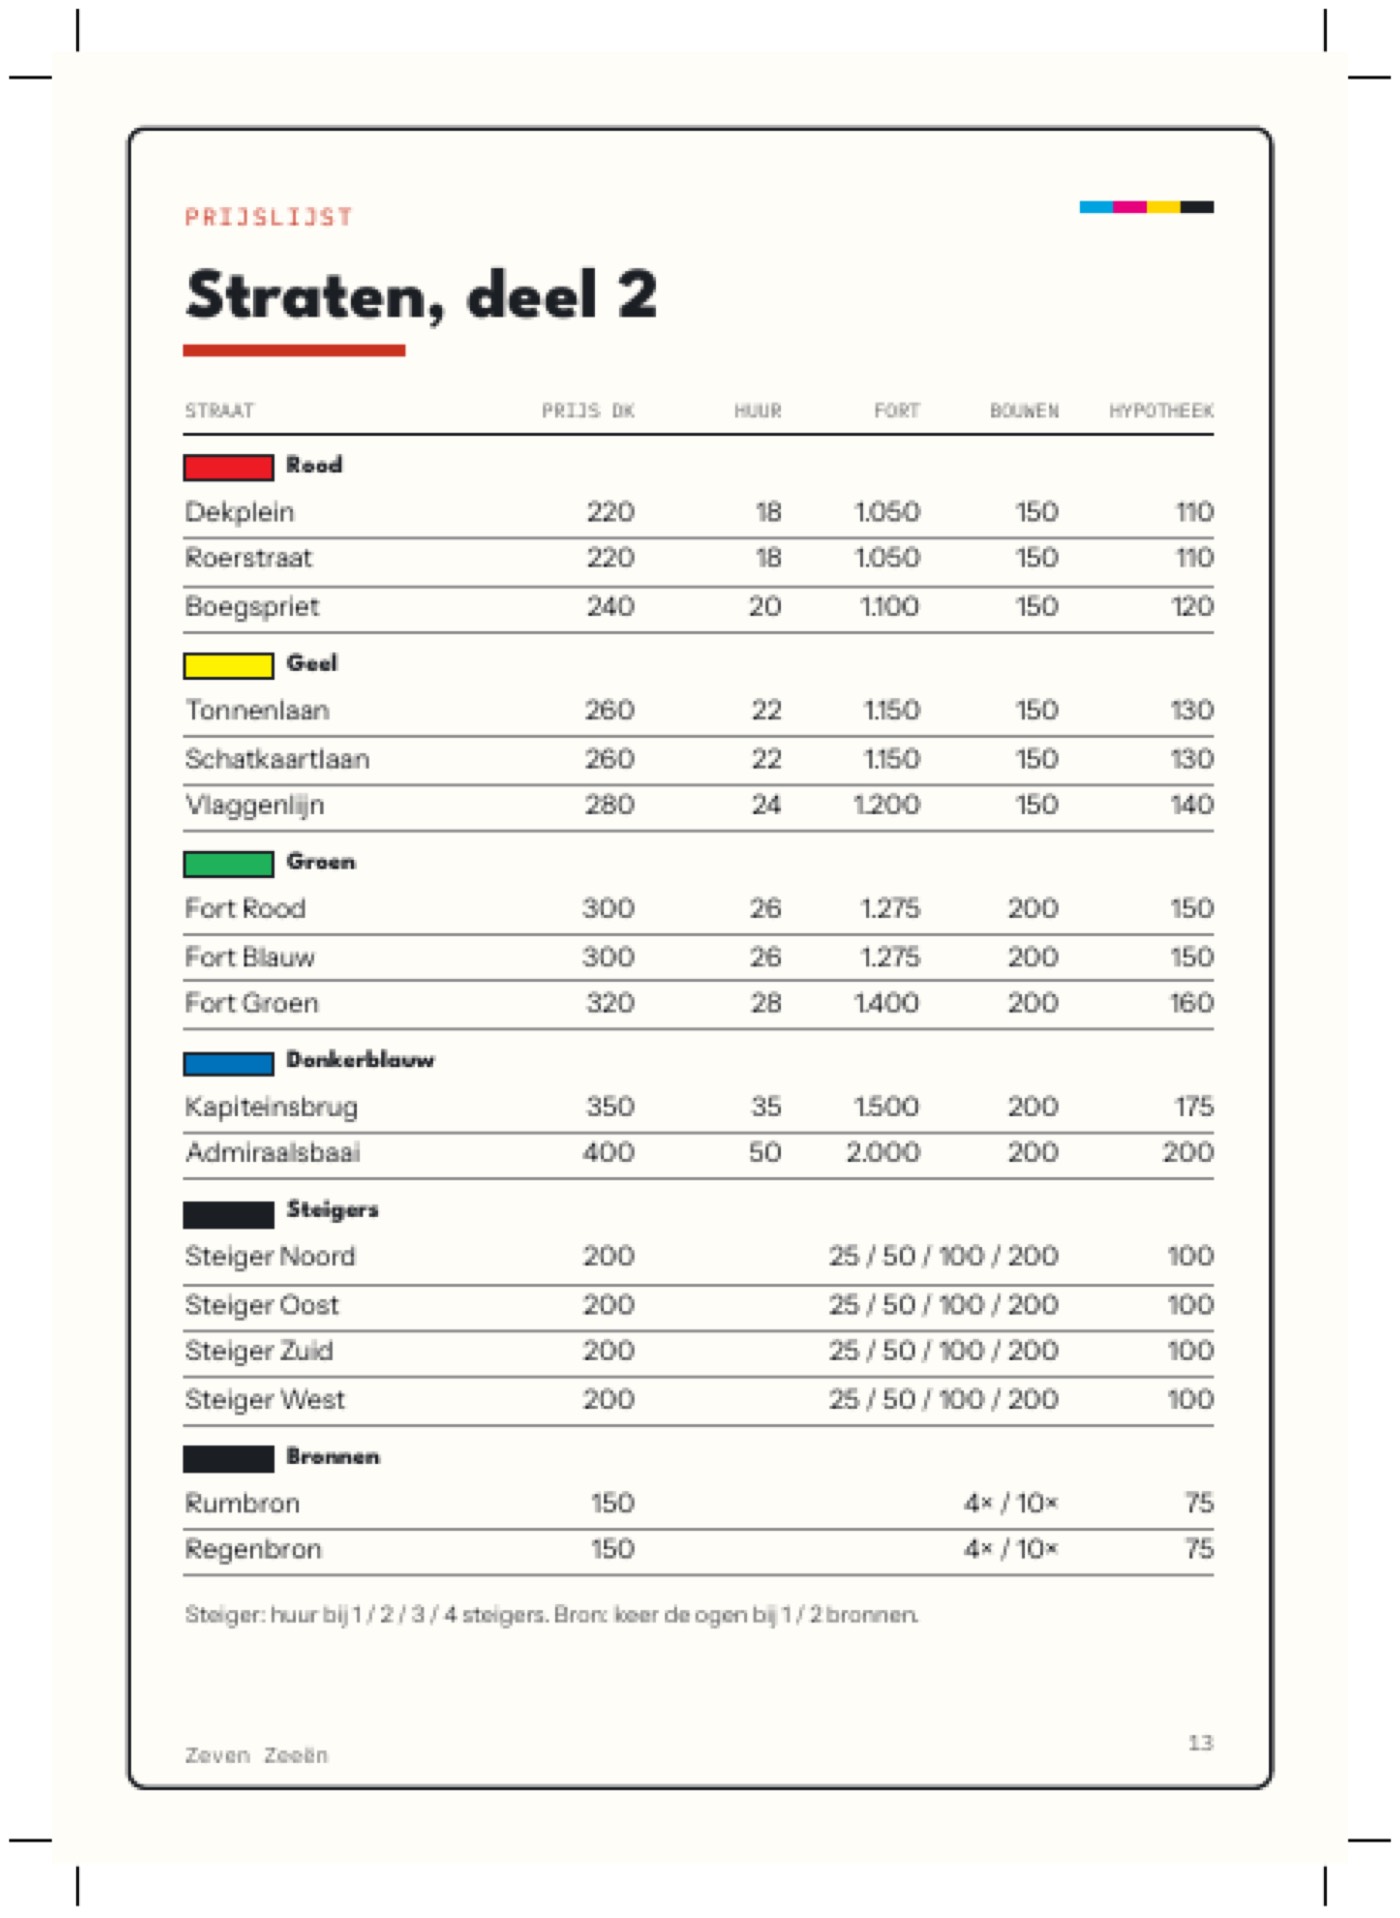 PRIJSLIJST
Straten, deel 2
STRAAT PRIJS DK HUUR FORT BOUWEN HYPOTHEEK
Rood
Dekplein 220 18 1.050 150 110
Roerstraat 220 18 1.050 150 110
Boegspriet 240 20 1.100 150 120
Geel
Tonnenlaan 260 22 1.150 150 130
Schatkaartlaan 260 22 1.150 150 130
Vlaggenlijn 280 24 1.200 150 140
Groen
Fort Rood 300 26 1.275 200 150
Fort Blauw 300 26 1.275 200 150
Fort Groen 320 28 1.400 200 160
Donkerblauw
Kapiteinsbrug 350 35 1.500 200 175
Admiraalsbaai 400 50 2.000 200 200
Steigers
Steiger Noord 200 25 / 50 / 100 / 200 100
Steiger Oost 200 25 / 50 / 100 / 200 100
Steiger Zuid 200 25 / 50 / 100 / 200 100
Steiger West 200 25 / 50 / 100 / 200 100
Bronnen
Rumbron 150 4× / 10× 75
Regenbron 150 4× / 10× 75
Steiger: huur bij 1 / 2 / 3 / 4 steigers. Bron: keer de ogen bij 1 / 2 bronnen.
Zeven Zeeën 13